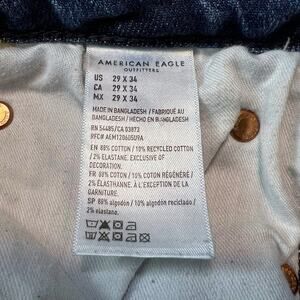 AMERICAN EAGLE
OUTFITTERS
US 29 X 34
CA 29 X 34
MX 29 X 34
MADE IN BANGLADESH / FABRIQUÉ AU
BANGLADESH / HECHO EN BANGLADESH
RN 54485/CA 03873
RFC# AEM120605U9A
EN 88% COTTON / 10% RECYCLED COTTON
/ 2% ELASTANE. EXCLUSIVE OF
DECORATION.
FR: 88% COTON / 10% COTON RÉGÉNÉRÉ /
2% ÉLASTHANNE. À L'EXCEPTION DE LA
GARNITURE.
SP 88% algodón / 10% algodón reciclado /
2% elastano.